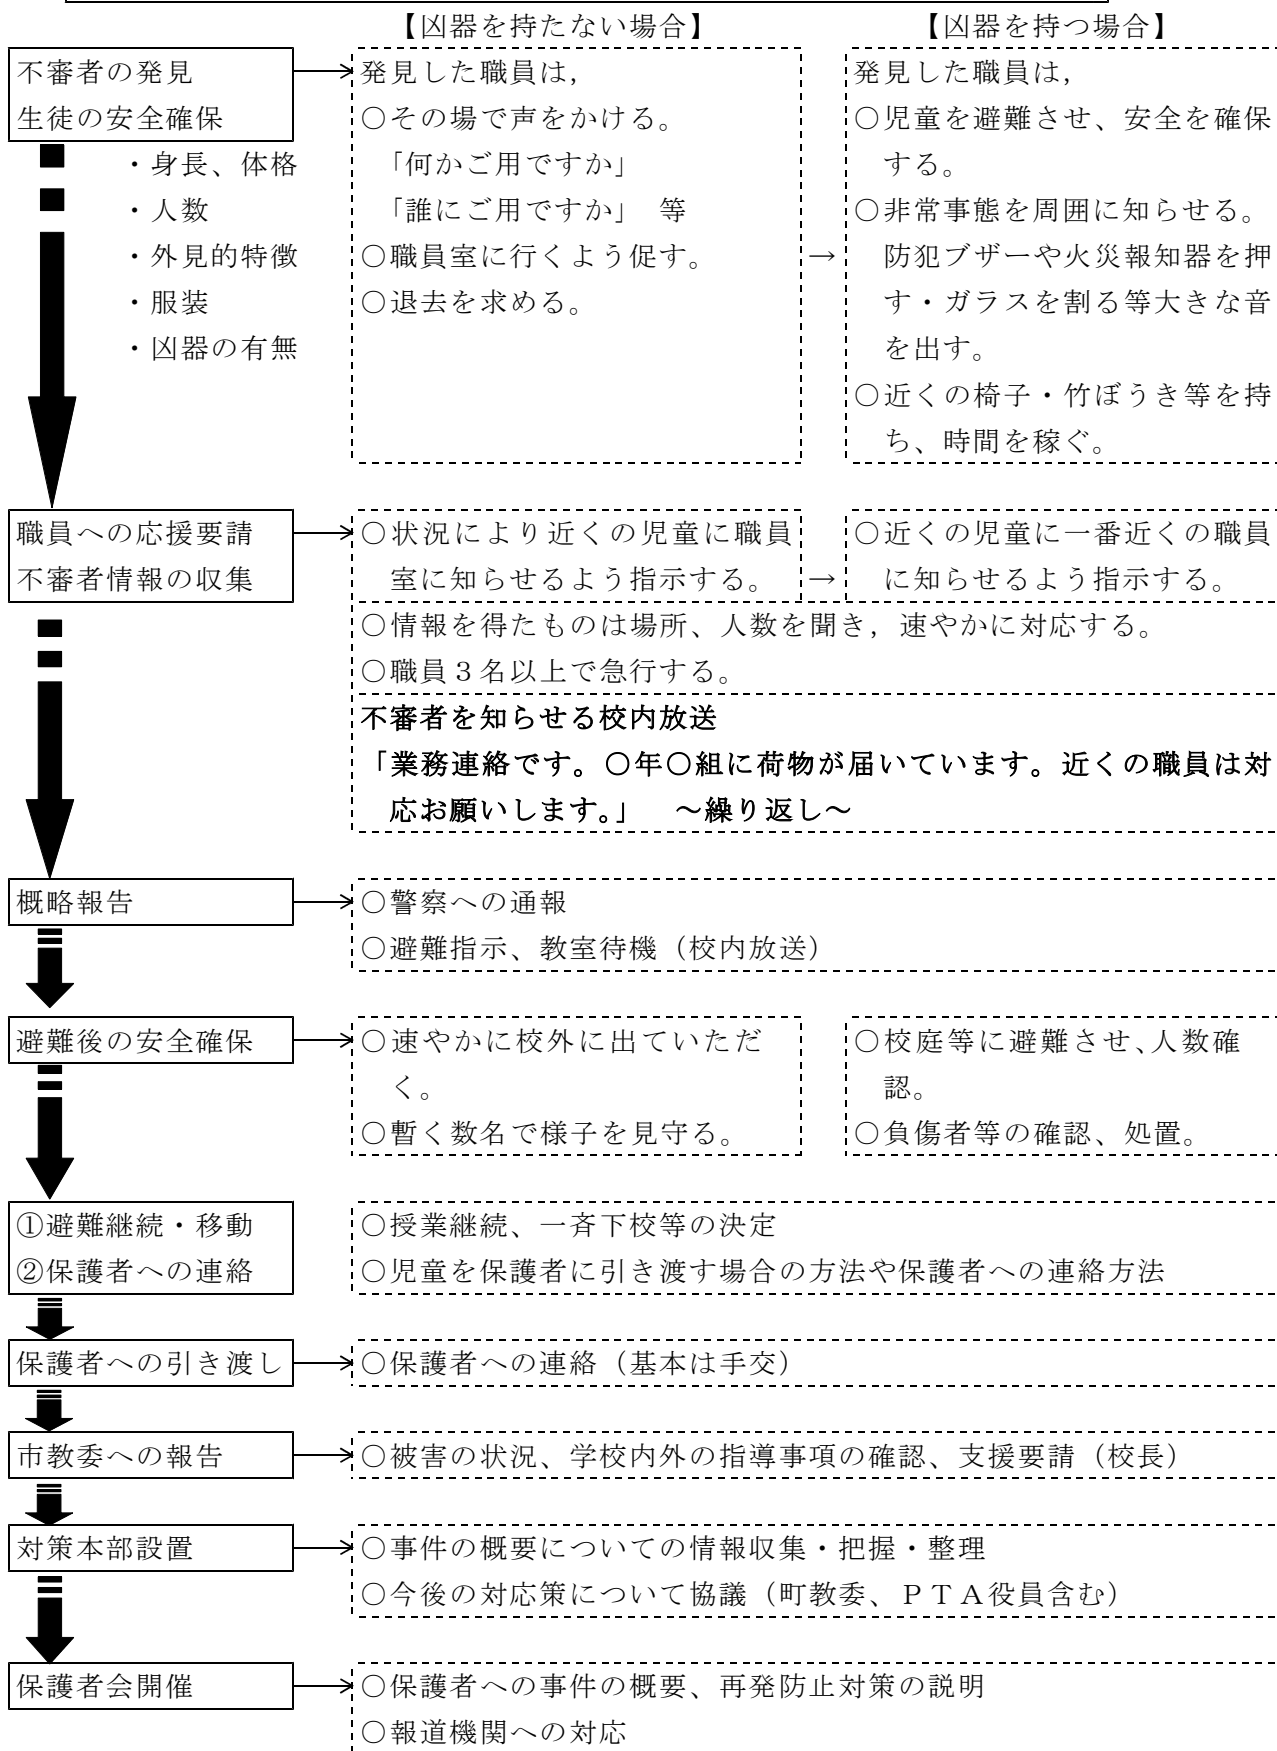 【凶器を持たない場合】
【凶器を持つ場合】
不審者の発見
生徒の安全確保
・身長、体格
・人数
・外見的特徴
・服装
・凶器の有無
発見した職員は,
○その場で声をかける。
「何かご用ですか」
「誰にご用ですか」 等
○職員室に行くよう促す。
○退去を求める。
→
発見した職員は,
○児童を避難させ、安全を確保
する。
○非常事態を周囲に知らせる。
防犯ブザーや火災報知器を押
す・ガラスを割る等大きな音
を出す。
○近くの椅子・竹ぼうき等を持
ち、時間を稼ぐ。
職員への応援要請
不審者情報の収集
○状況により近くの児童に職員
室に知らせるよう指示する。
→
○近くの児童に一番近くの職員
に知らせるよう指示する。
○情報を得たものは場所、人数を聞き,速やかに対応する。
○職員3名以上で急行する。
不審者を知らせる校内放送
「業務連絡です。○年○組に荷物が届いています。近くの職員は対
応お願いします。」 ～繰り返し～
概略報告
○警察への通報
○避難指示、教室待機(校内放送)
避難後の安全確保
○速やかに校外に出ていただ
く。
○暫く数名で様子を見守る。
○校庭等に避難させ、人数確
認。
○負傷者等の確認、処置。
①避難継続・移動
②保護者への連絡
○授業継続、一斉下校等の決定
○児童を保護者に引き渡す場合の方法や保護者への連絡方法
保護者への引き渡し
○保護者への連絡(基本は手交)
市教委への報告
○被害の状況、学校内外の指導事項の確認、支援要請(校長)
対策本部設置
○事件の概要についての情報収集・把握・整理
○今後の対応策について協議(町教委、PTA役員含む)
保護者会開催
○保護者への事件の概要、再発防止対策の説明
○報道機関への対応